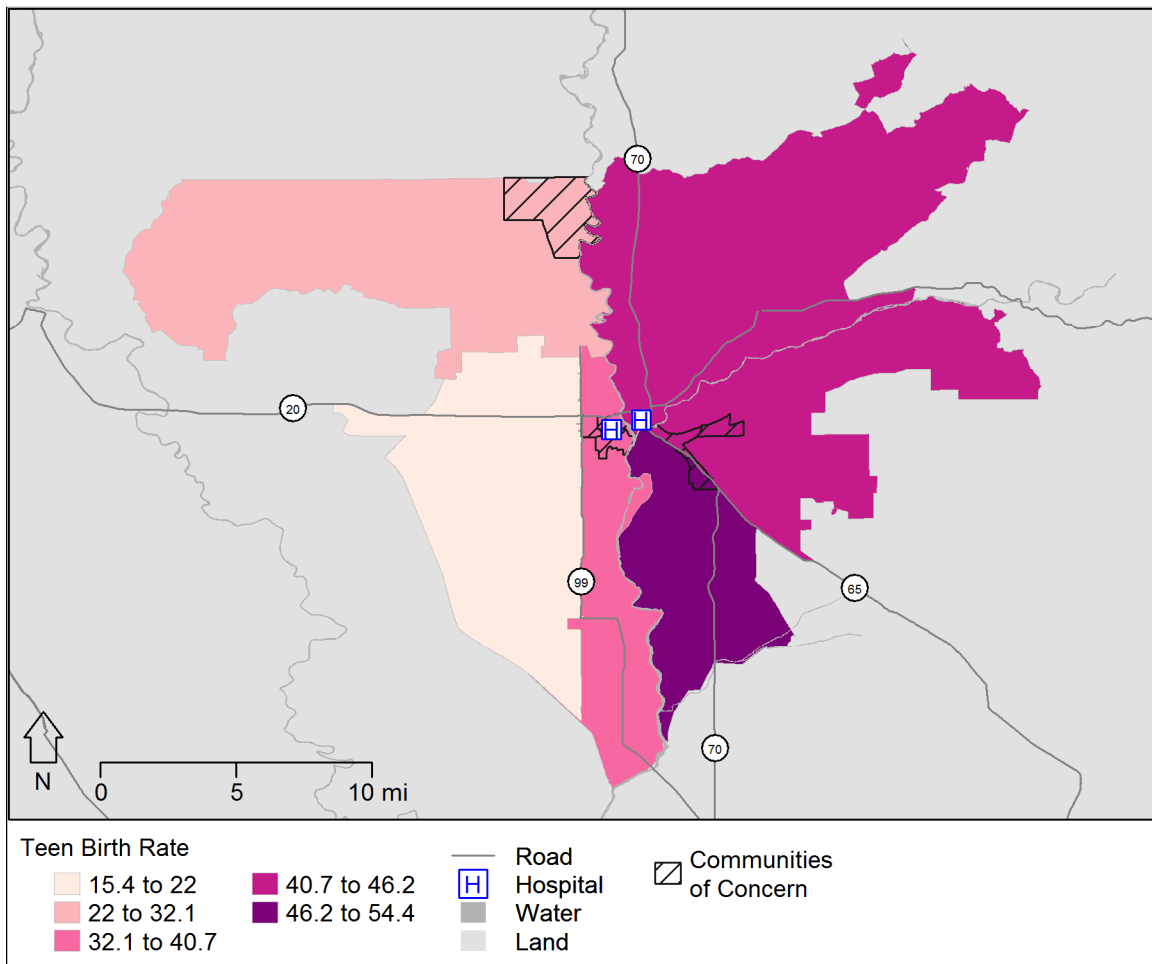 70
20
99
65
70
N
0 5 10 mi
Teen Birth Rate
15.4 to 22
22 to 32.1
32.1 to 40.7
40.7 to 46.2
46.2 to 54.4
Road
H Hospital
Water
Land
Communities
of Concern
H
H